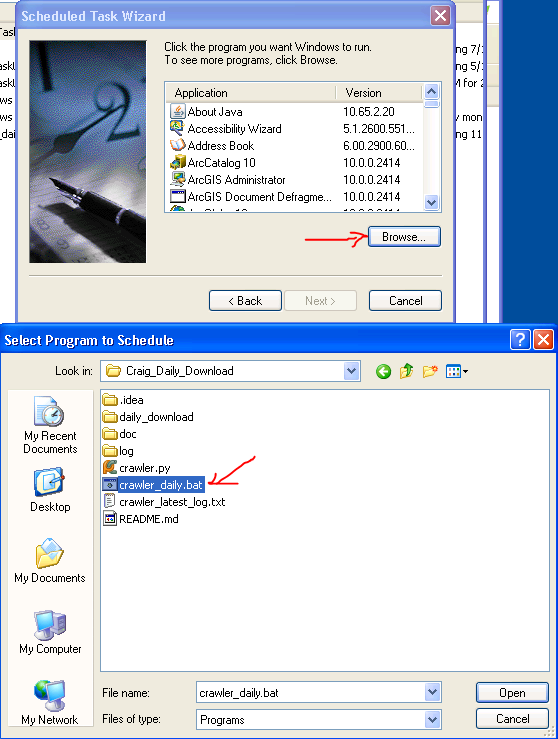 Scheduled Task Wizard
Click the program you want Windows to run.
To see more programs, click Browse.
Application Version
About Java 10.65.2.20
Accessibility Wizard 5.1.2600.551...
Address Book 6.00.2900.60...
ArcCatalog 10 10.0.0.2414
ArcGIS Administrator 10.0.0.2414
ArcGIS Document Defragme... 10.0.0.2414
Browse...
< Back Next > Cancel
Select Program to Schedule
Look in: Craig_Daily_Download
My Recent Documents
Desktop
My Documents
My Computer
My Network
.idea
daily_download
doc
log
crawler.py
crawler_daily.bat
crawler_latest_log.txt
README.md
File name: crawler_daily.bat Open
Files of type: Programs Cancel